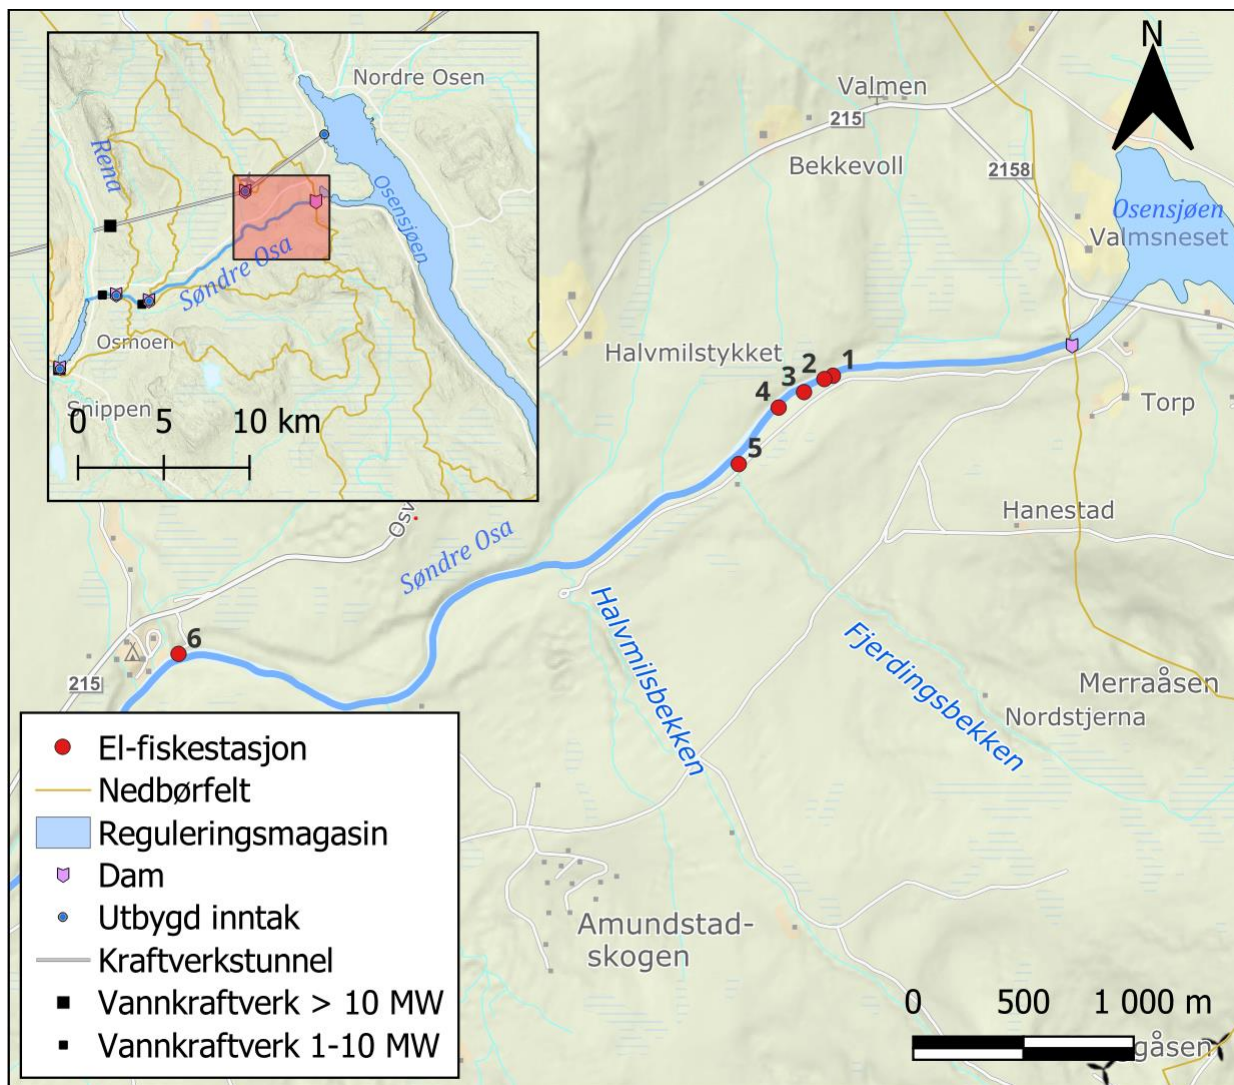 N
Nordre Osen
Rena
Osensjøen
Søndre Osa
Osmoen
Snippen
0 5 10 km
Valmen
215
Bekkevoll
2158
Osensjøen
Valmsneset
Halvmilstykket
1
2
3
4
5
Torp
Hanestad
Osv
Søndre Osa
6
215
Halvmilsbekken
Fjerdingsbekken
Merraåsen
Nordstjerna
Amundstad-
skogen
El-fiskestasjon
Nedbørfelt
Reguleringsmagasin
Dam
Utbygd inntak
Kraftverkstunnel
Vannkraftverk > 10 MW
Vannkraftverk 1-10 MW
0 500 1 000 m